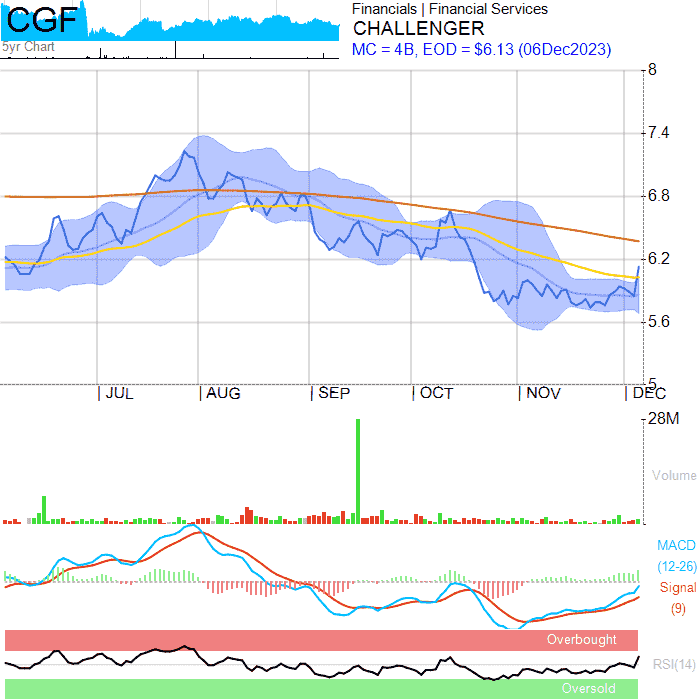 CGF
5yr Chart
Financials | Financial Services
CHALLENGER
MC = 4B, EOD = $6.13 (06Dec2023)
8
7.4
6.8
6.2
5.6
5
JUL AUG SEP OCT NOV DEC
28M
Volume
MACD
(12-26)
Signal
(9)
Overbought
RSI(14)
Oversold